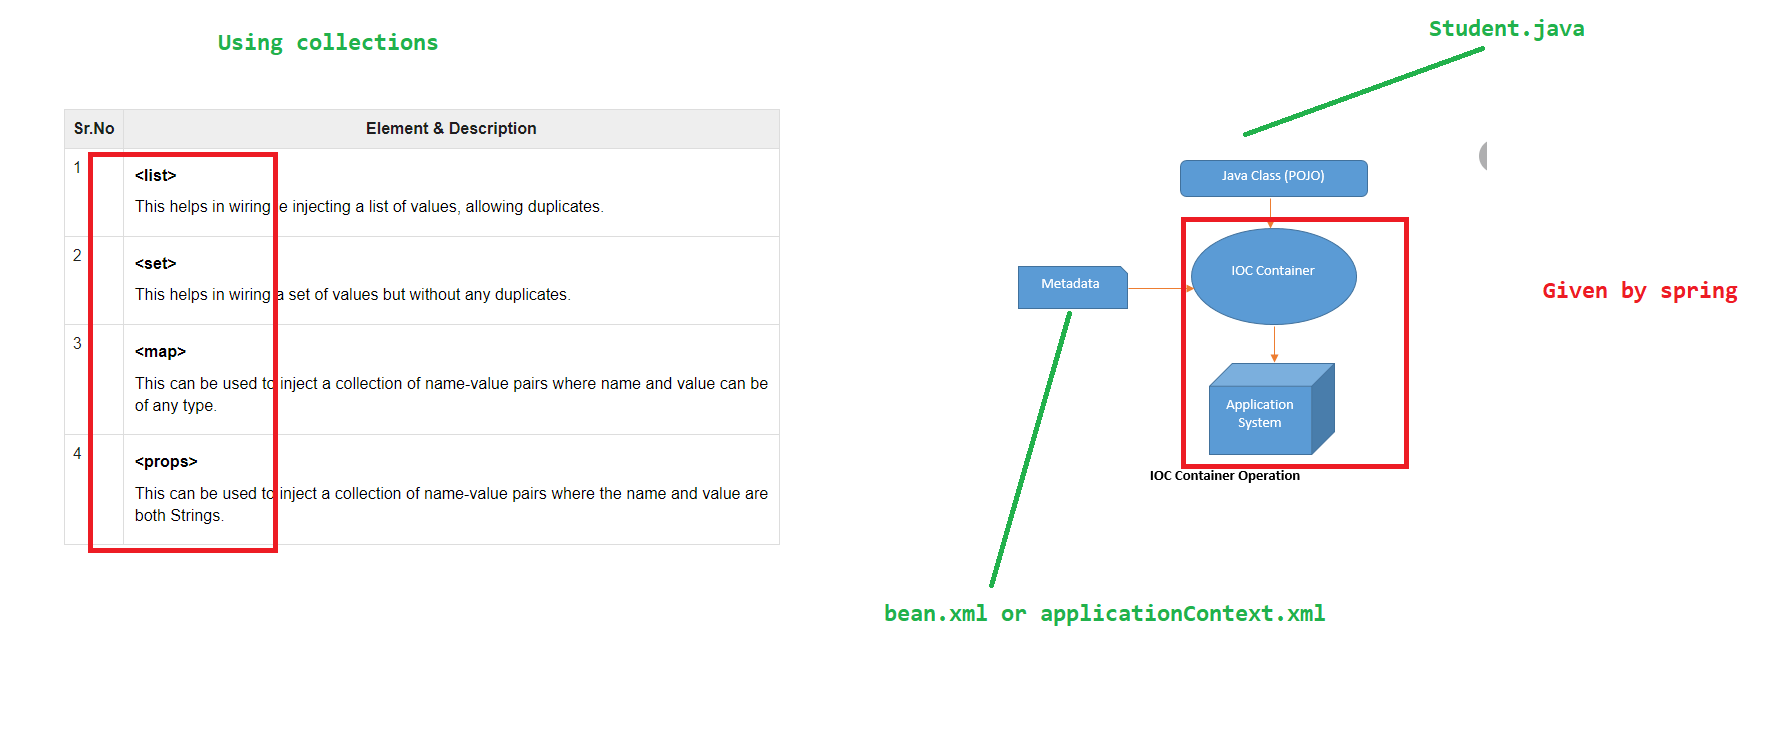 Using collections
Sr.No Element & Description
1
<list>
This helps in wiring ie injecting a list of values, allowing duplicates.
2
<set>
This helps in wiring a set of values but without any duplicates.
3
<map>
This can be used to inject a collection of name-value pairs where name and value can be
of any type.
4
<props>
This can be used to inject a collection of name-value pairs where the name and value are
both Strings.
Student.java
Java Class (POJO)
IOC Container
Metadata
Given by spring
Application
System
IOC Container Operation
bean.xml or applicationContext.xml